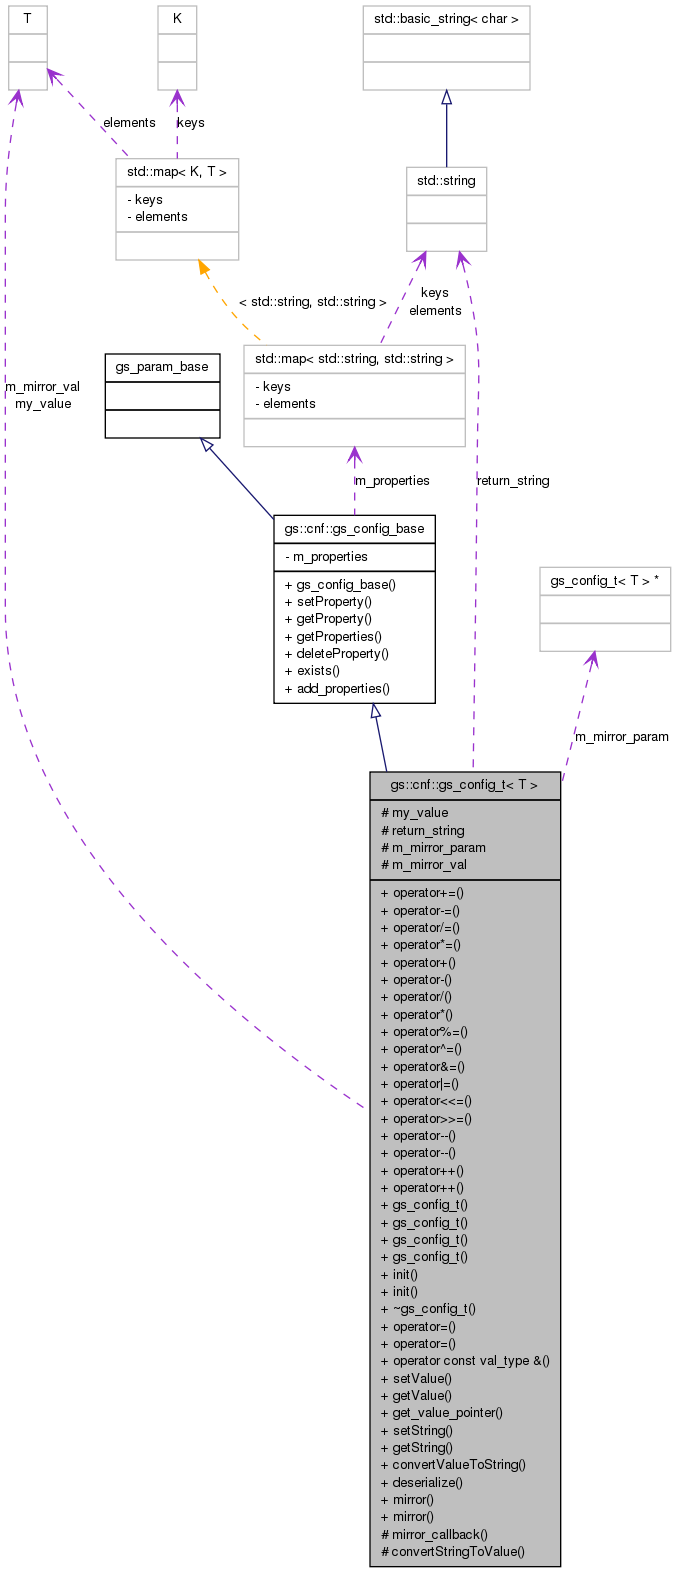 T
K
std::basic_string< char >
elements
keys
std::map< K, T >
- keys
- elements
std::string
< std::string, std::string >
keys
elements
std::map< std::string, std::string >
- keys
- elements
gs_param_base
m_mirror_val
my_value
m_properties
return_string
gs::cnf::gs_config_base
- m_properties
+ gs_config_base()
+ setProperty()
+ getProperty()
+ getProperties()
+ deleteProperty()
+ exists()
+ add_properties()
gs_config_t< T > *
m_mirror_param
gs::cnf::gs_config_t< T >
# my_value
# return_string
# m_mirror_param
# m_mirror_val
+ operator+=()
+ operator-=()
+ operator/=()
+ operator*=()
+ operator+()
+ operator-()
+ operator/()
+ operator*()
+ operator%=()
+ operator^=()
+ operator&=()
+ operator|=()
+ operator<<=()
+ operator>>=()
+ operator--()
+ operator--()
+ operator++()
+ operator++()
+ gs_config_t()
+ gs_config_t()
+ gs_config_t()
+ gs_config_t()
+ init()
+ init()
+ ~gs_config_t()
+ operator=()
+ operator=()
+ operator const val_type &()
+ setValue()
+ getValue()
+ get_value_pointer()
+ setString()
+ getString()
+ convertValueToString()
+ deserialize()
+ mirror()
+ mirror()
# mirror_callback()
# convertStringToValue()